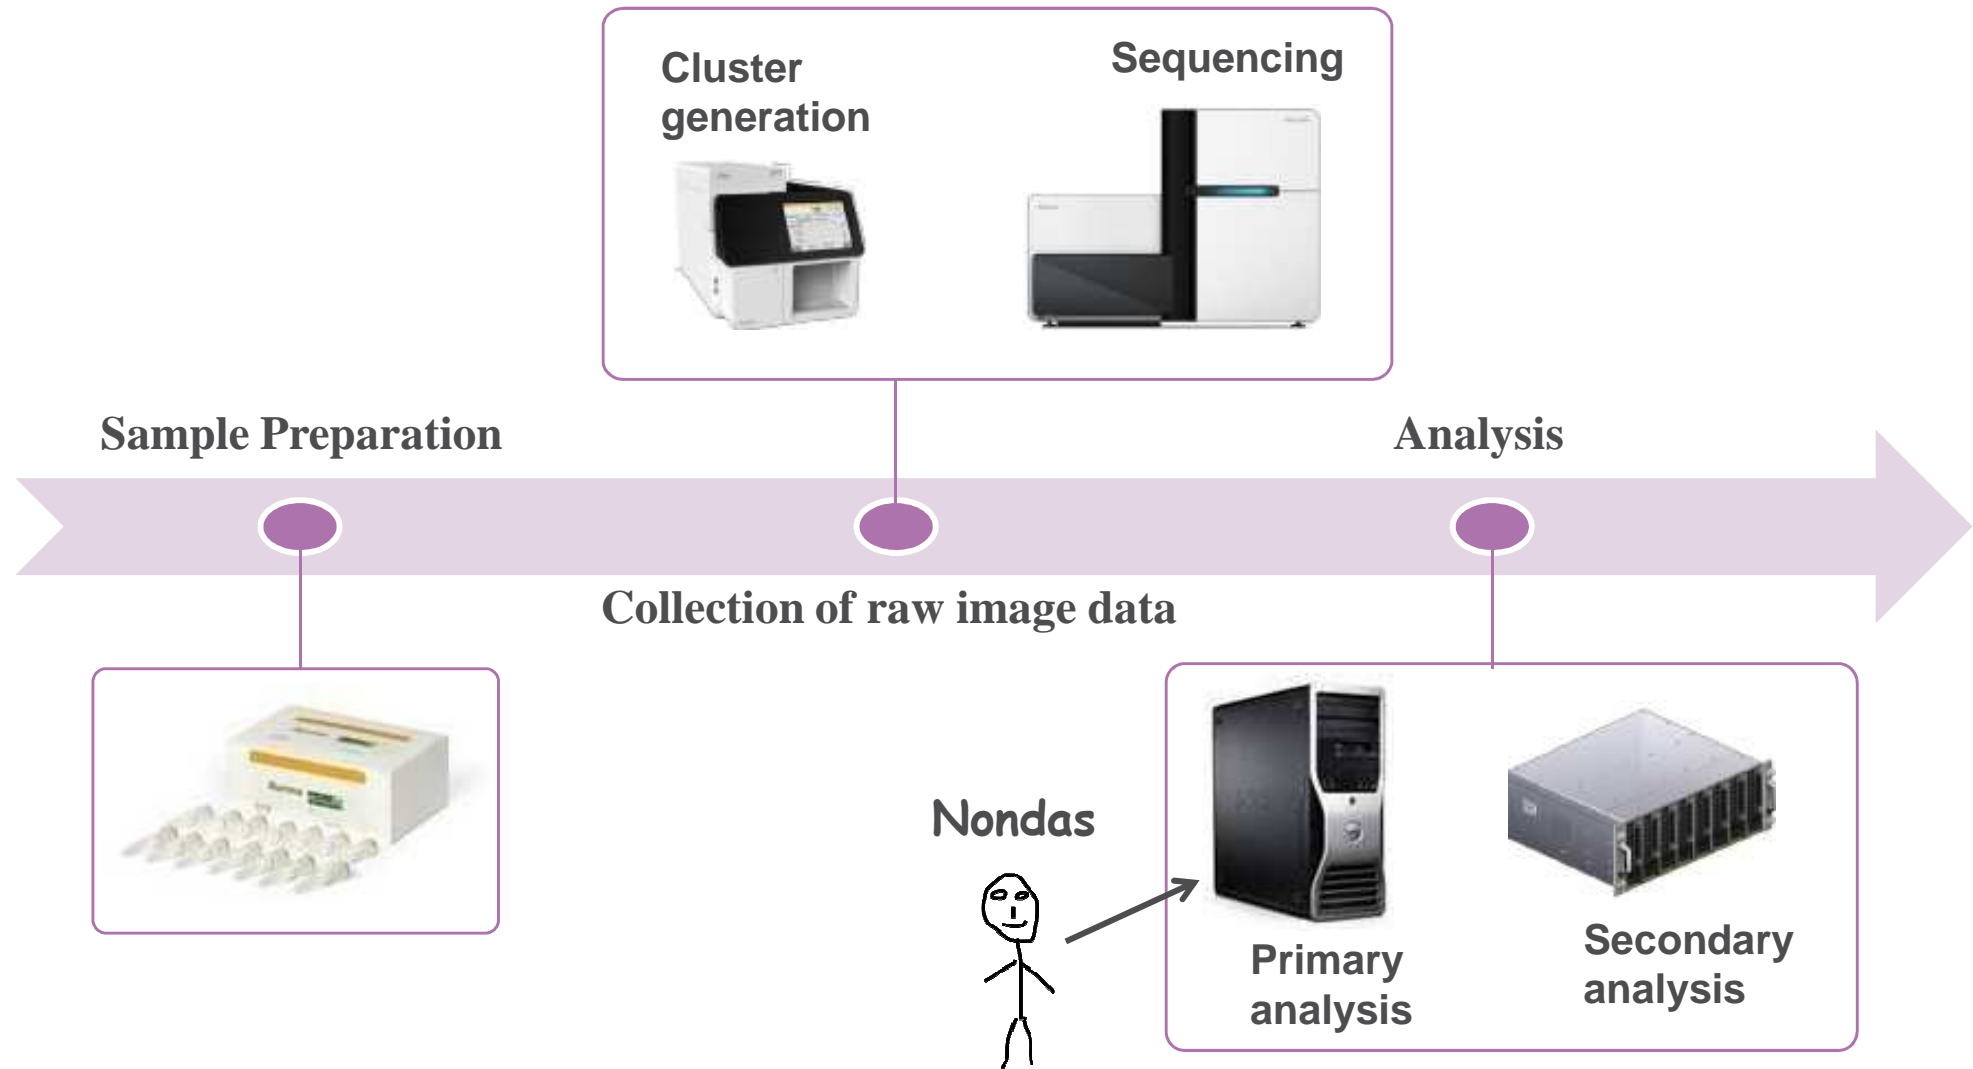 Cluster
generation
Sequencing
Sample Preparation
Analysis
Collection of raw image data
Nondas
Primary
analysis
Secondary
analysis